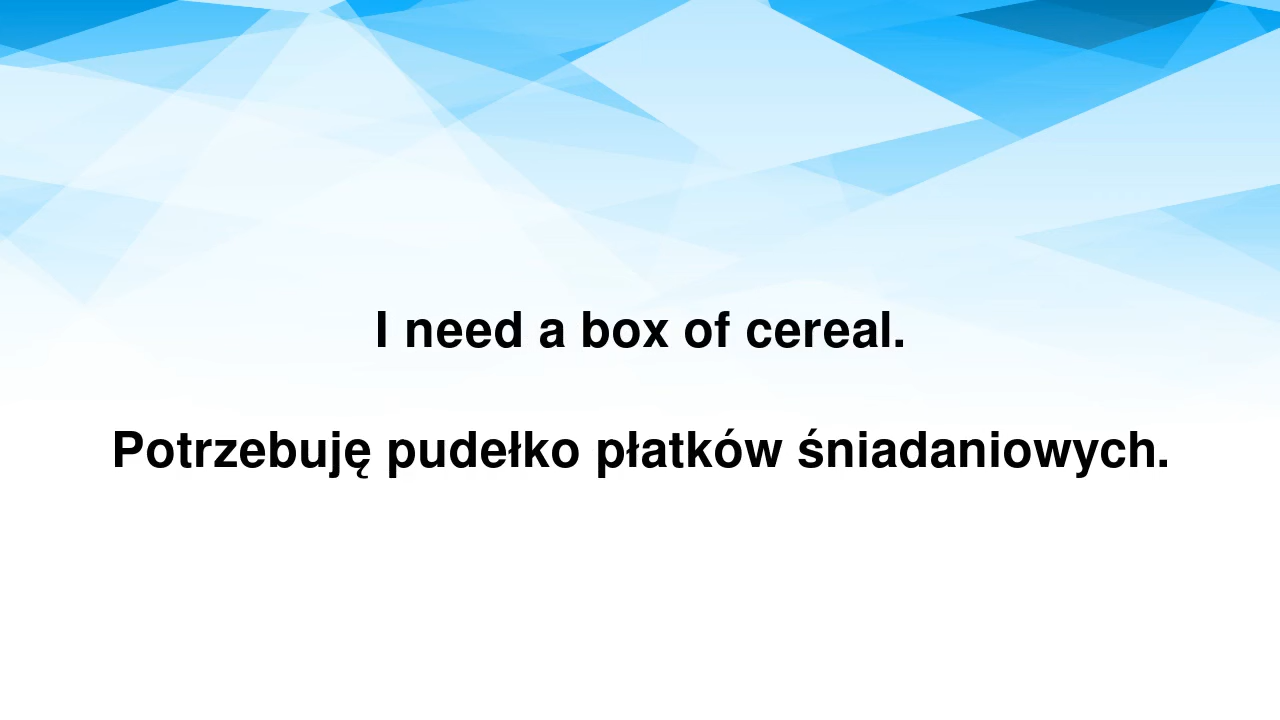 I need a box of cereal.
Potrzebuję pudełko płatków śniadaniowych.